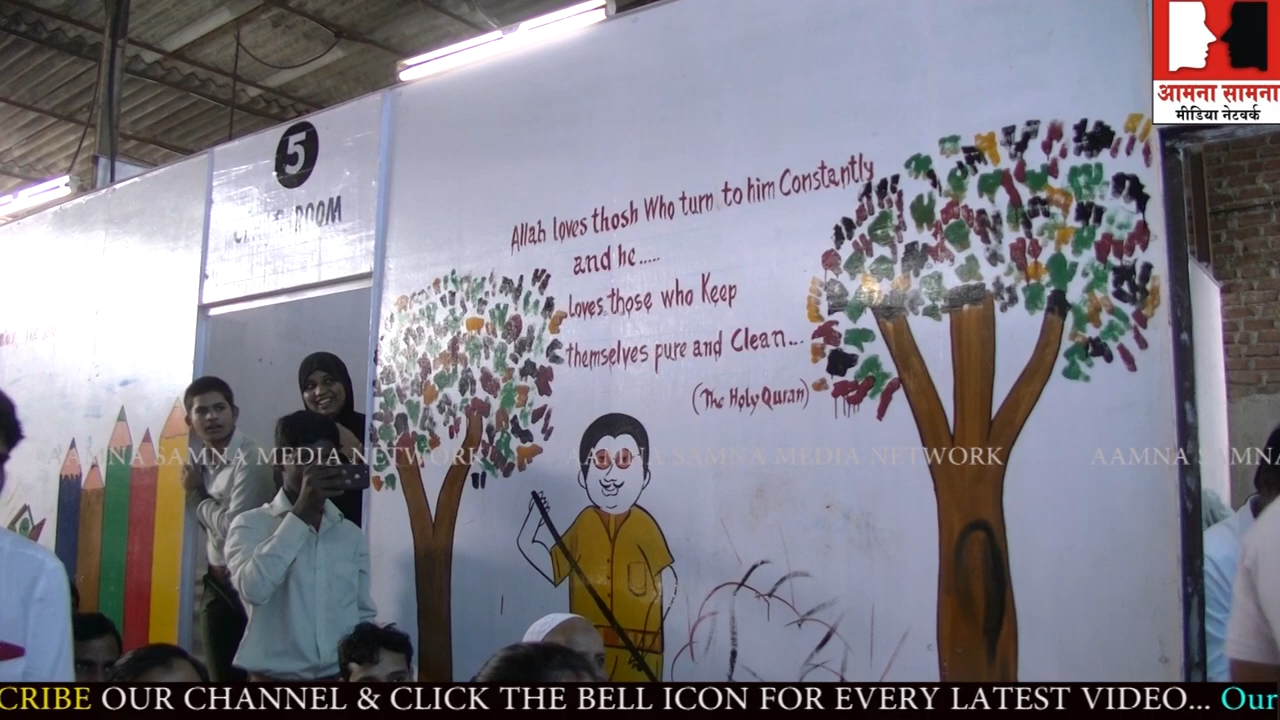 आमना सामना
मीडिया नेटवर्क
5
ROOM
Allah loves thosh Who turn to him Constantly
and he.....
loves those who Keep
themselves pure and Clean...
(The Holy Quran)
AAMNA SAMNA MEDIA NETWORK AAMNA SAMNA MEDIA NETWORK AAMNA SAMNA
CRIBE OUR CHANNEL & CLICK THE BELL ICON FOR EVERY LATEST VIDEO... Our